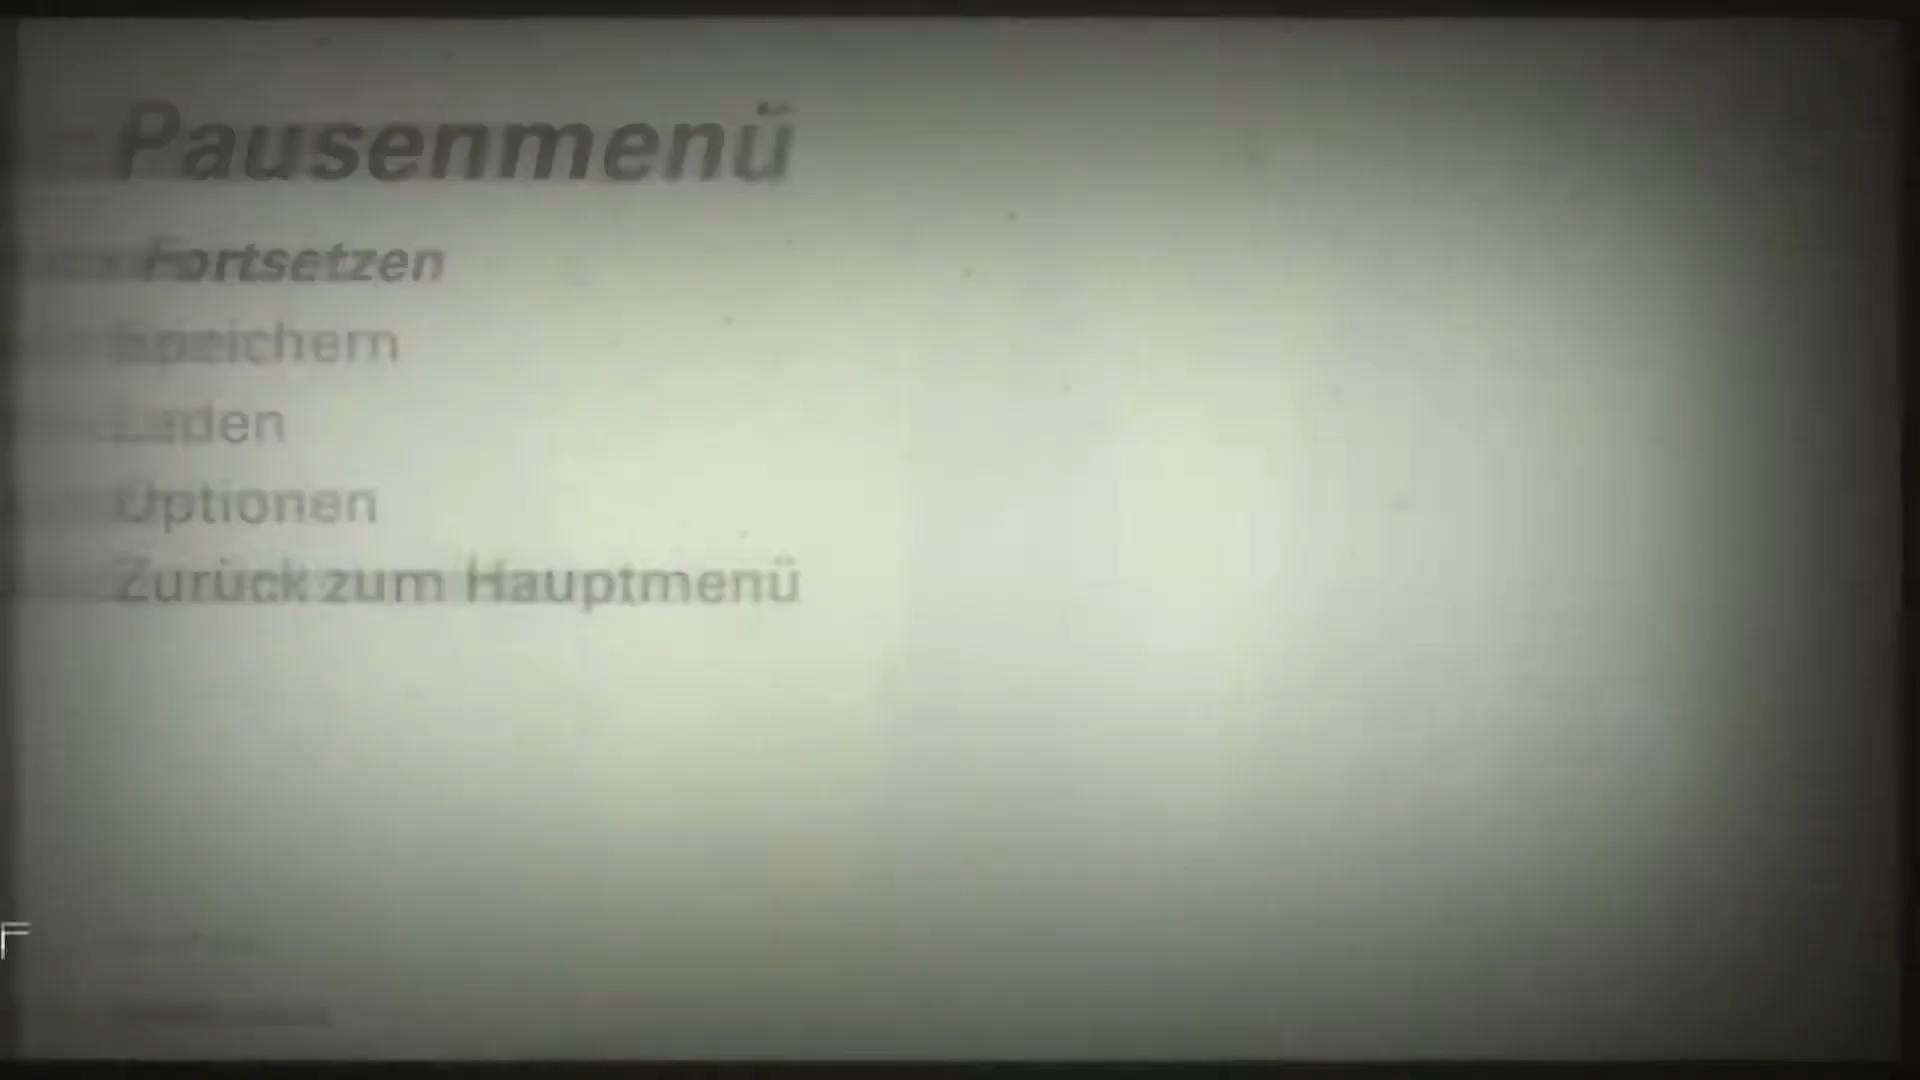 Pausenmenü
Fortsetzen
Speichern
Laden
Optionen
Zurück zum Hauptmenü